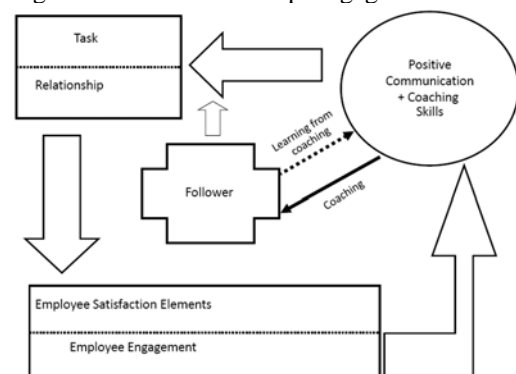 Task
Relationship
Positive
Communication
+ Coaching
Skills
Learning from
coaching
Coaching
Follower
Employee Satisfaction Elements
Employee Engagement